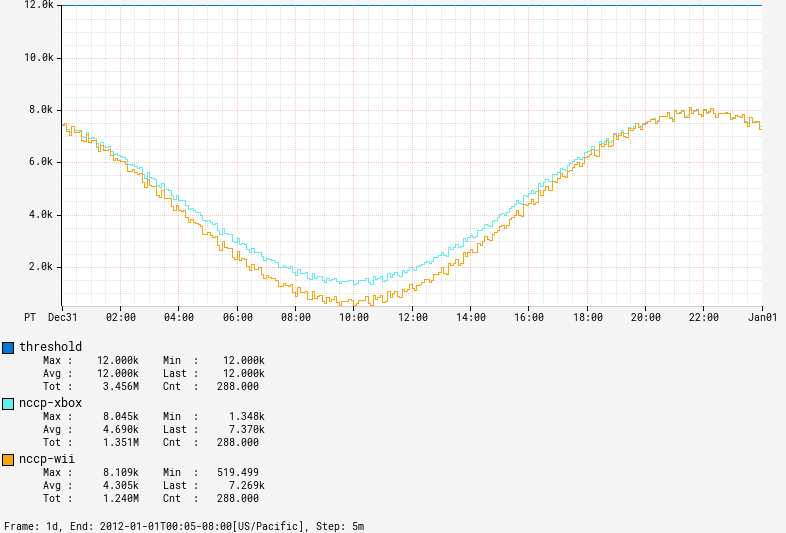 12.0k
10.0k
8.0k
6.0k
4.0k
2.0k
PT Dec31 02:00 04:00 06:00 08:00 10:00 12:00 14:00 16:00 18:00 20:00 22:00 Jan01
threshold
Max : 12.000k Min : 12.000k
Avg : 12.000k Last : 12.000k
Tot : 3.456M Cnt : 288.000
nccp-xbox
Max : 8.045k Min : 1.348k
Avg : 4.690k Last : 7.370k
Tot : 1.351M Cnt : 288.000
nccp-wii
Max : 8.109k Min : 519.499
Avg : 4.305k Last : 7.269k
Tot : 1.240M Cnt : 288.000
Frame: 1d, End: 2012-01-01T00:05-08:00[US/Pacific], Step: 5m